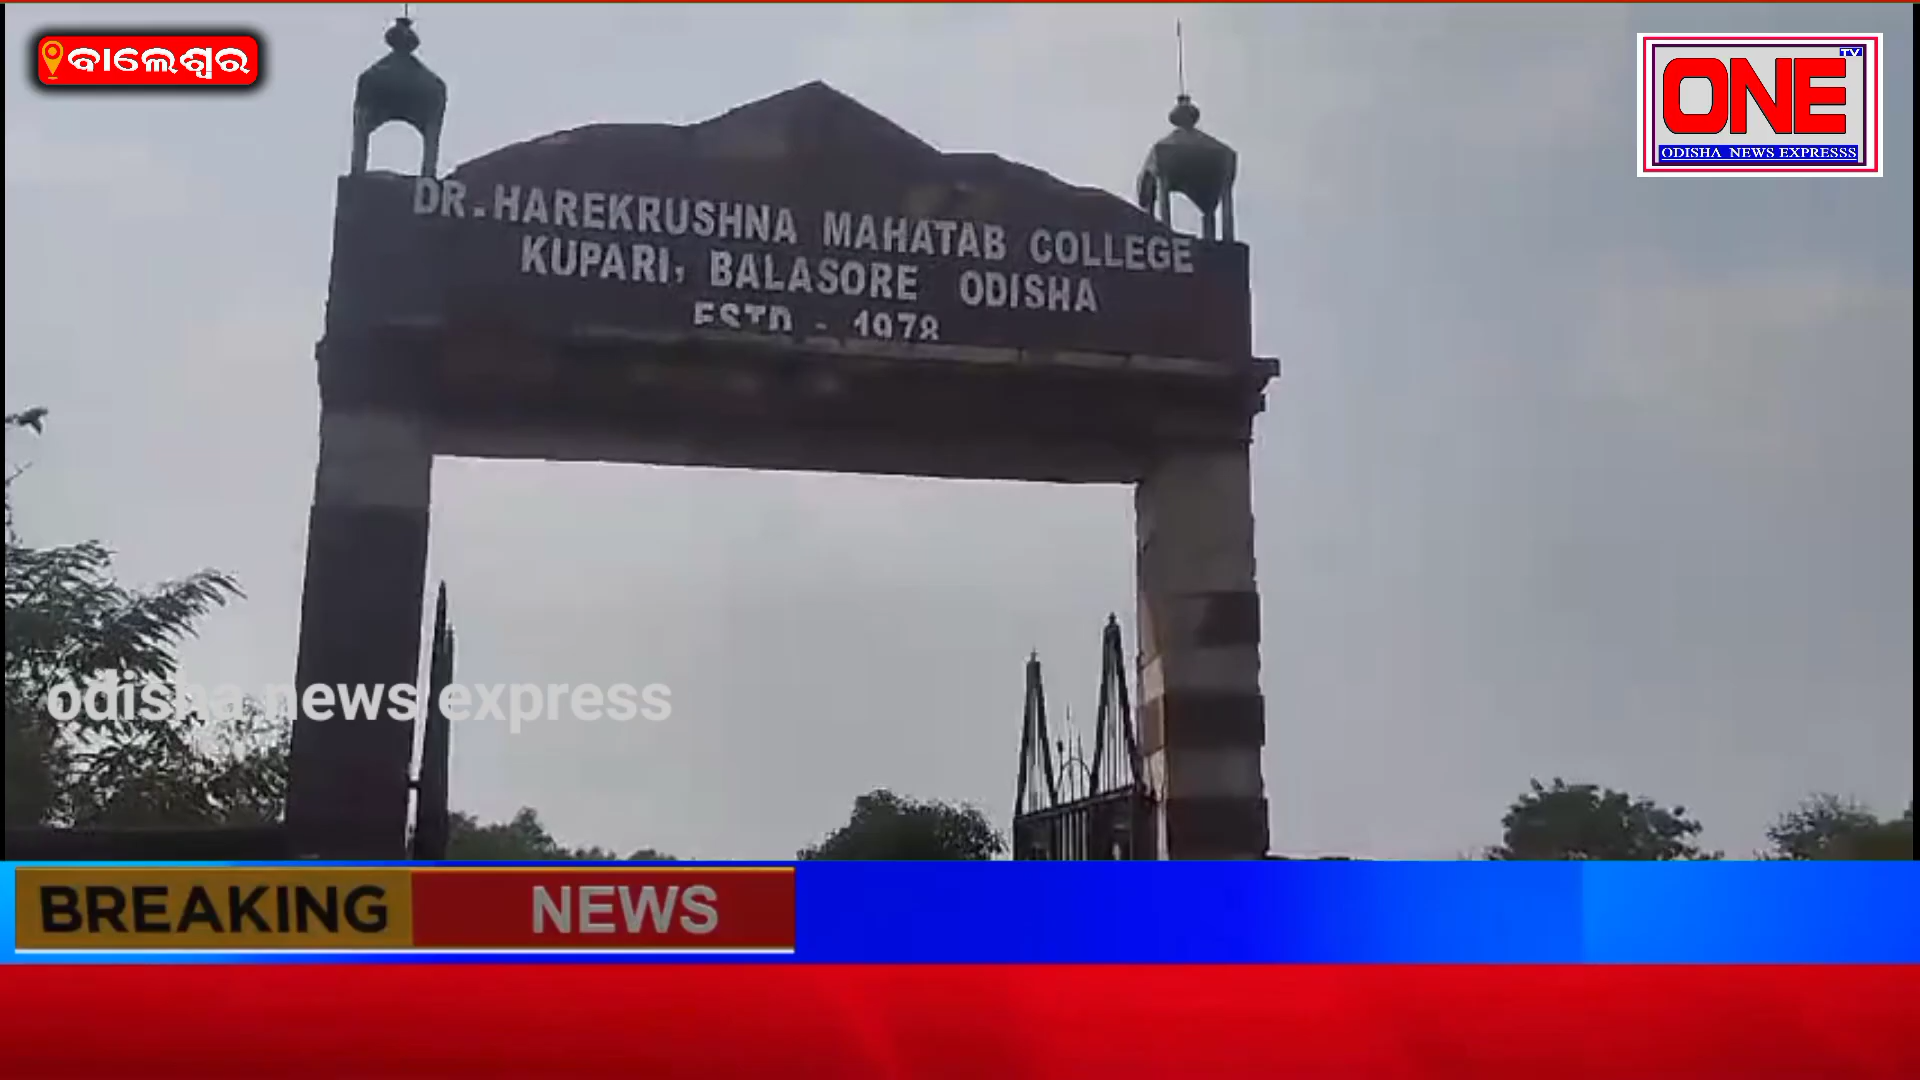 ବାଲେଶ୍ୱର
TV
ONE
ODISHA NEWS EXPRESSS
DR.HAREKRUSHNA MAHATAB COLLEGE
KUPARI, BALASORE ODISHA
ESTD - 1978
odisha news express
BREAKING NEWS